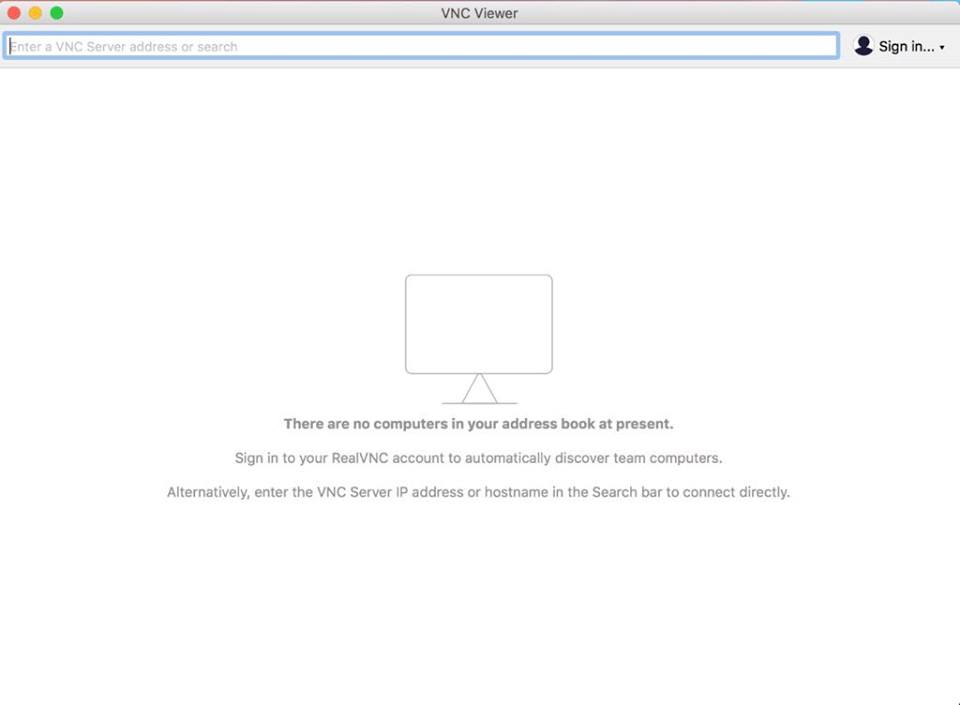 VNC Viewer
Enter a VNC Server address or search
Sign in...
There are no computers in your address book at present.
Sign in to your RealVNC account to automatically discover team computers.
Alternatively, enter the VNC Server IP address or hostname in the Search bar to connect directly.